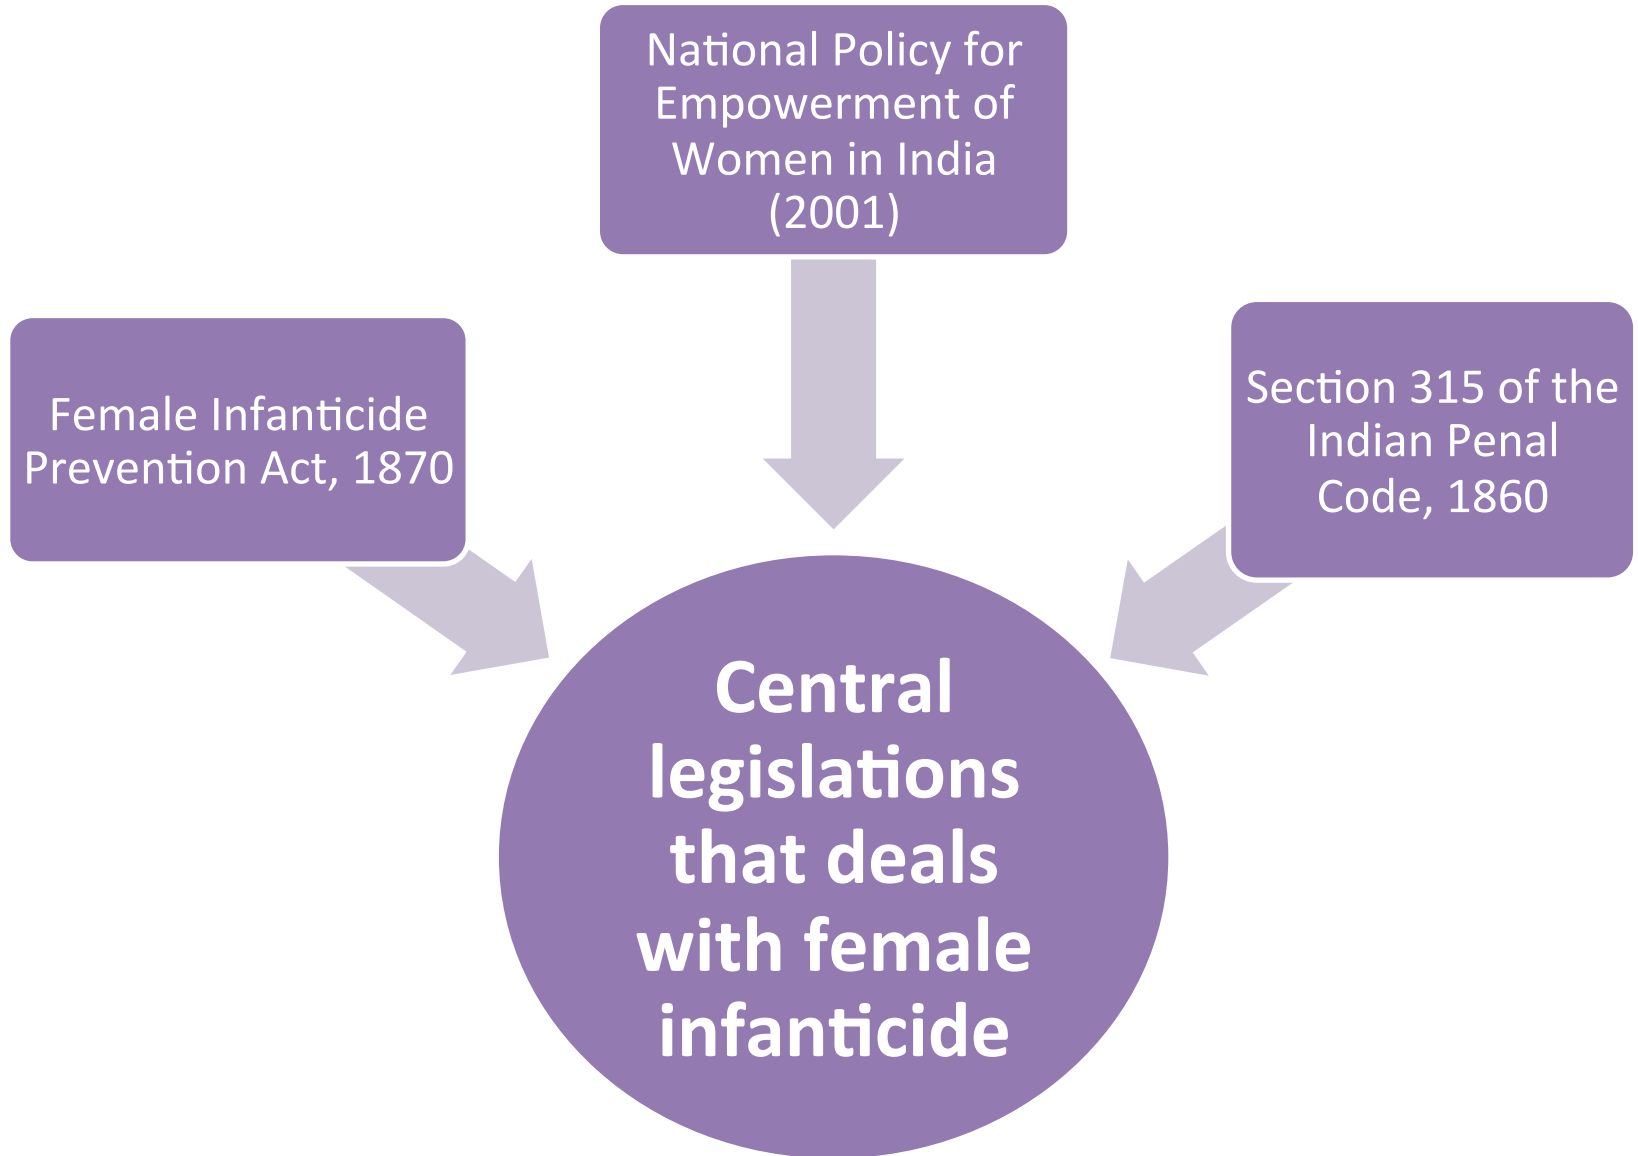 National Policy for
Empowerment of
Women in India
(2001)
Female Infanticide
Prevention Act, 1870
Section 315 of the
Indian Penal
Code, 1860
Central
legislations
that deals
with female
infanticide